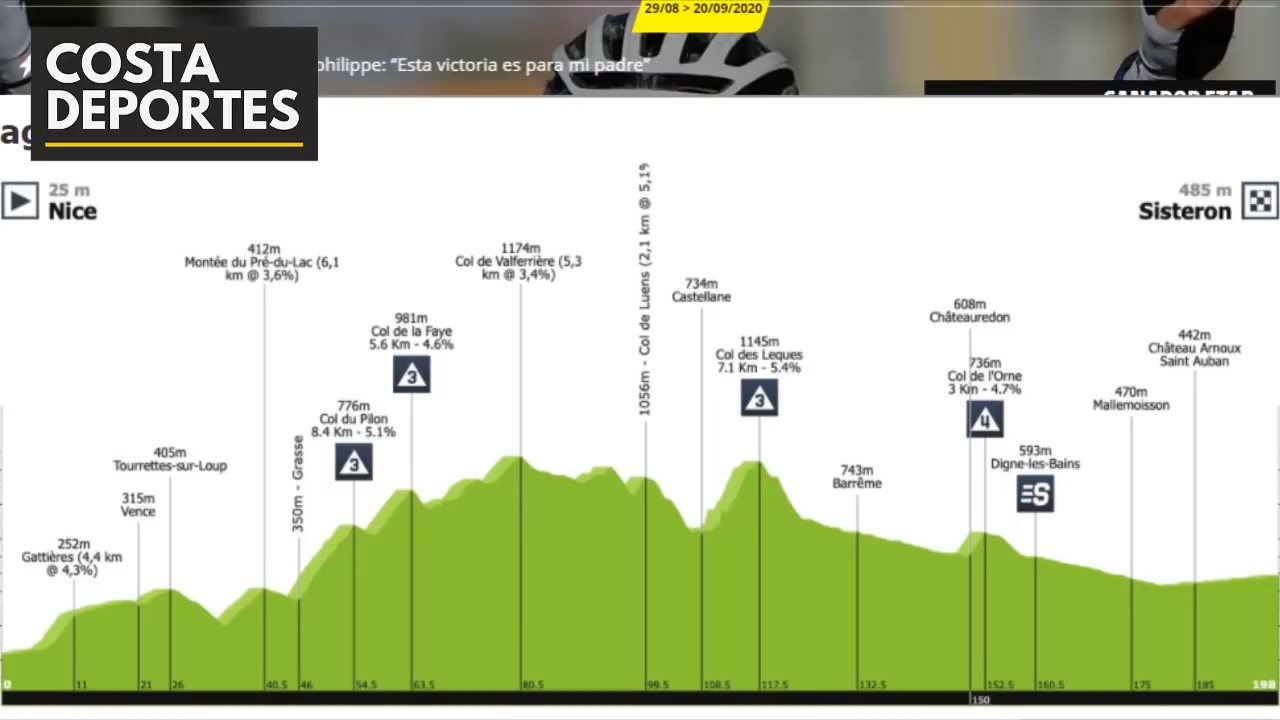 29/08 > 20/09/2020
COSTA
DEPORTES
philippe: “Esta victoria es para mi padre”
25 m
Nice
485 m
Sisteron
252m
Gattières (4,4 km
@ 4,3%)
315m
Vence
405m
Tourrettes-sur-Loup
412m
Montée du Pré-du-Lac (6,1
km @ 3,6%)
350m - Grasse
776m
Col du Pilon
8.4 Km - 5.1%
3
981m
Col de la Faye
5.6 Km - 4.6%
3
1174m
Col de Valferrière (5,3
km @ 3,4%)
1056m - Col de Luens (2,1 km @ 5,1%
734m
Castellane
1145m
Col des Leques
7.1 Km - 5.4%
3
743m
Barrême
608m
Châteauredon
736m
Col de l'Orne
3 Km - 4.7%
4
593m
Digne-les-Bains
S
470m
Mallemoisson
442m
Château Arnoux
Saint Auban
0 11 21 26 40.5 46 54.5 63.5 80.5 99.5 108.5 117.5 132.5 152.5 160.5 175 185 198
150